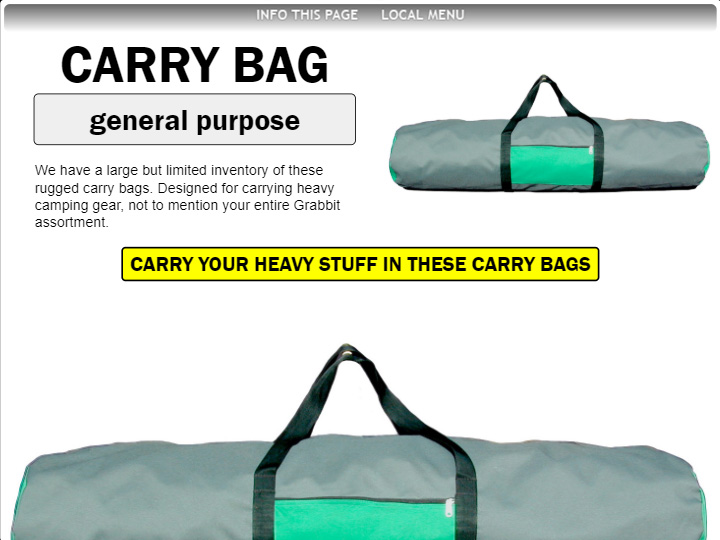 INFO THIS PAGE LOCAL MENU
CARRY BAG
general purpose
We have a large but limited inventory of these
rugged carry bags. Designed for carrying heavy
camping gear, not to mention your entire Grabbit
assortment.
CARRY YOUR HEAVY STUFF IN THESE CARRY BAGS